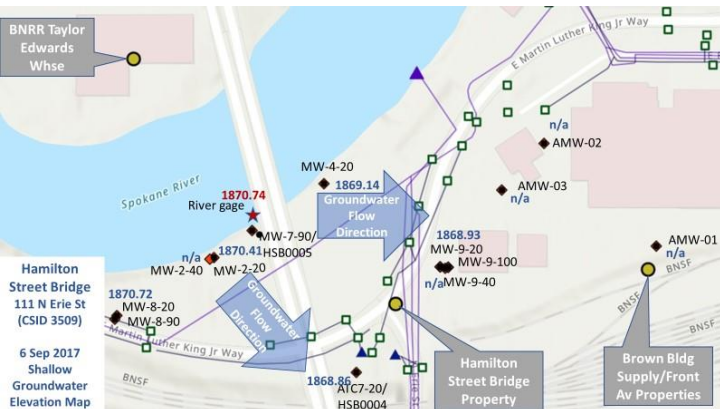 BNRR Taylor
Edwards
Whse
E Martin Luther King Jr Way
n/a
AMW-02
MW-4-20
1869.14
AMW-03
n/a
Spokane River
1870.74
River gage
Groundwater
Flow
Direction
MW-7-90/
HSB0005
1868.93
MW-9-20
MW-9-100
n/a
MW-9-40
AMW-01
n/a
n/a
1870.41
MW-2-40
MW-2-20
BNSF
BNSF
Hamilton
Street Bridge
111 N Erie St
(CSID 3509)
6 Sep 2017
Shallow
Groundwater
Elevation Map
1870.72
MW-8-20
MW-8-90
Martin Luther King Jr Way
Groundwater
Flow
Direction
BNSF
1868.86
ATC7-20/
HSB0004
BNSF
Hamilton
Street Bridge
Property
Brown Bldg
Supply/Front
Av Properties